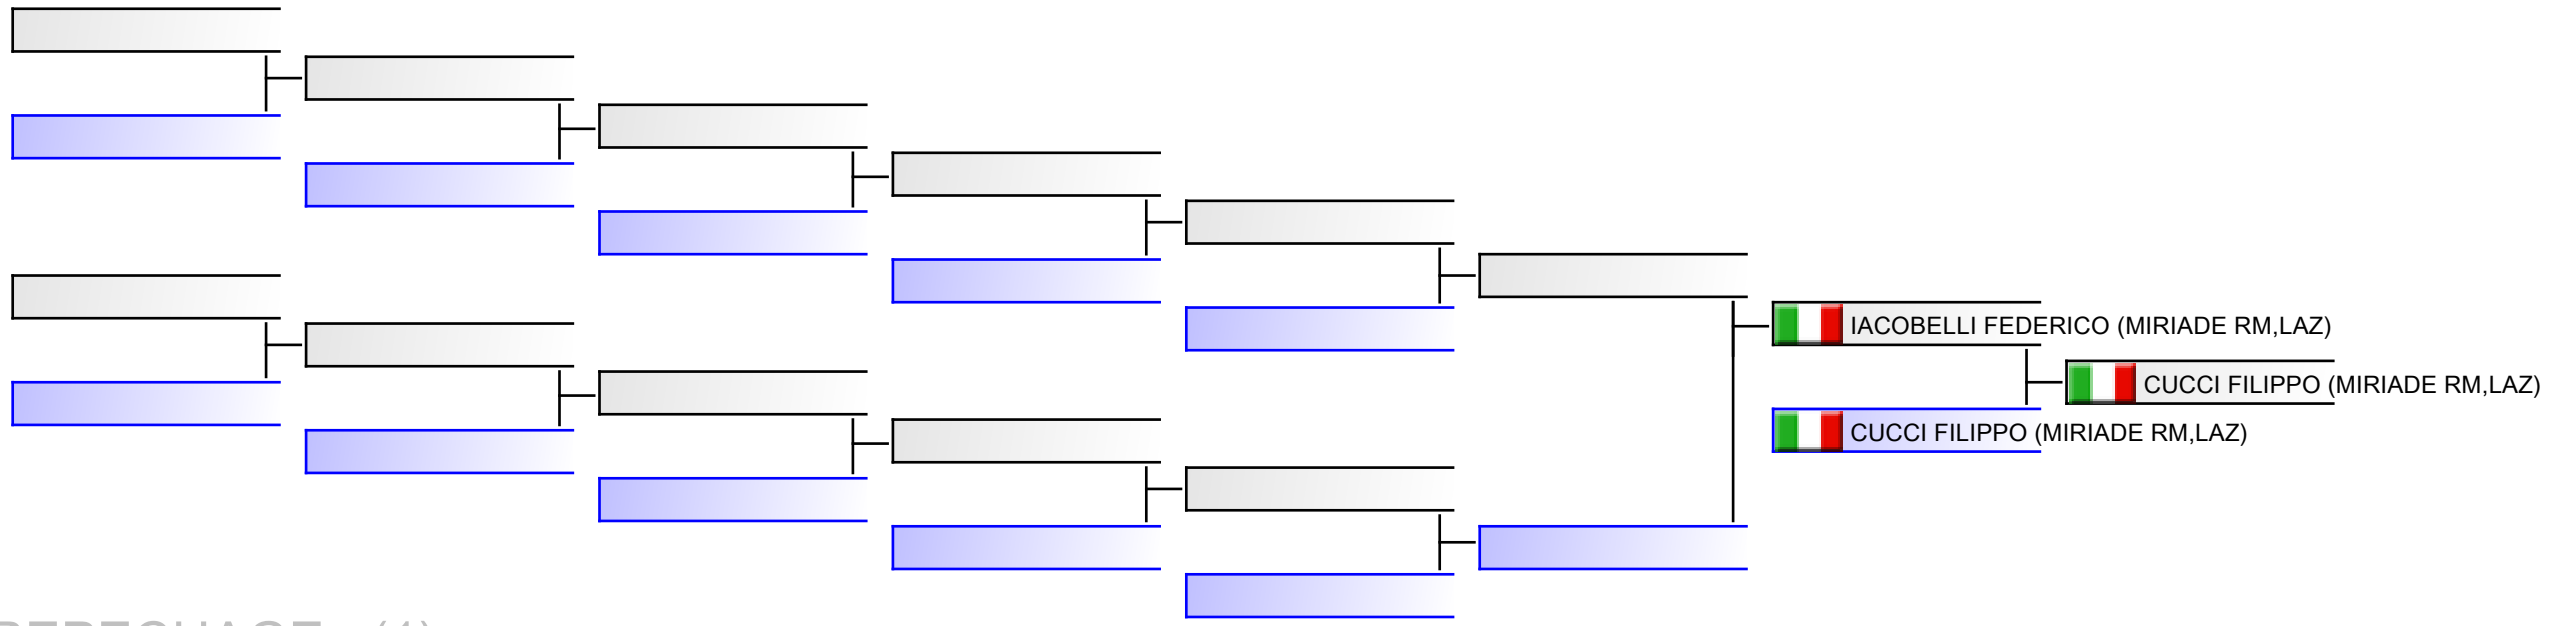 IACOBELLI FEDERICO (MIRIADE RM,LAZ)
CUCCI FILIPPO (MIRIADE RM,LAZ)
CUCCI FILIPPO (MIRIADE RM,LAZ)